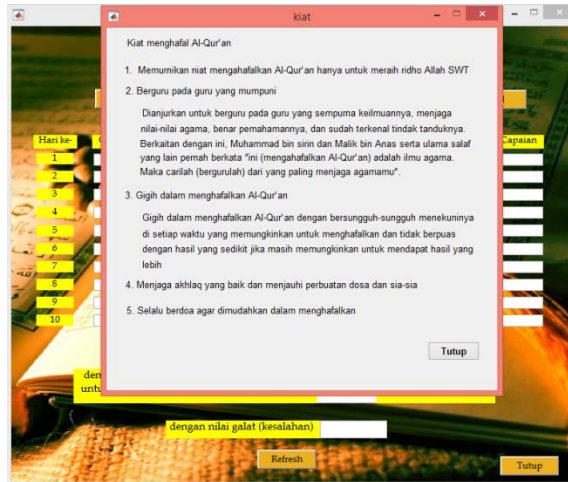 kiat
Kiat menghafal Al-Qur'an
1. Memurnikan niat mengahafalkan Al-Qur'an hanya untuk meraih ridho Allah SWT
2. Berguru pada guru yang mumpuni
Dianjurkan untuk berguru pada guru yang sempurna keilmuannya, menjaga
nilai-nilai agama, benar pemahamannya, dan sudah terkenal tindak tanduknya.
Berkaitan dengan ini, Muhammad bin sirin dan Malik bin Anas serta ulama salaf
yang lain pernah berkata "ini (mengahafalkan Al-Qur'an) adalah ilmu agama.
Maka carilah (bergurulah) dari yang paling menjaga agamamu".
3. Gigih dalam menghafalkan Al-Qur'an
Gigih dalam menghafalkan Al-Qur'an dengan bersungguh-sungguh menekuninya
di setiap waktu yang memungkinkan untuk menghafalkan dan tidak berpuas
dengan hasil yang sedikit jika masih memungkinkan untuk mendapat hasil yang
lebih
4. Menjaga akhlaq yang baik dan menjauhi perbuatan dosa dan sia-sia
5. Selalu berdoa agar dimudahkan dalam menghafalkan
Tutup
Hari ke-
Capaian
1
2
3
4
5
6
7
8
9
10
den
untu
dengan nilai galat (kesalahan)
Refresh
Tutup